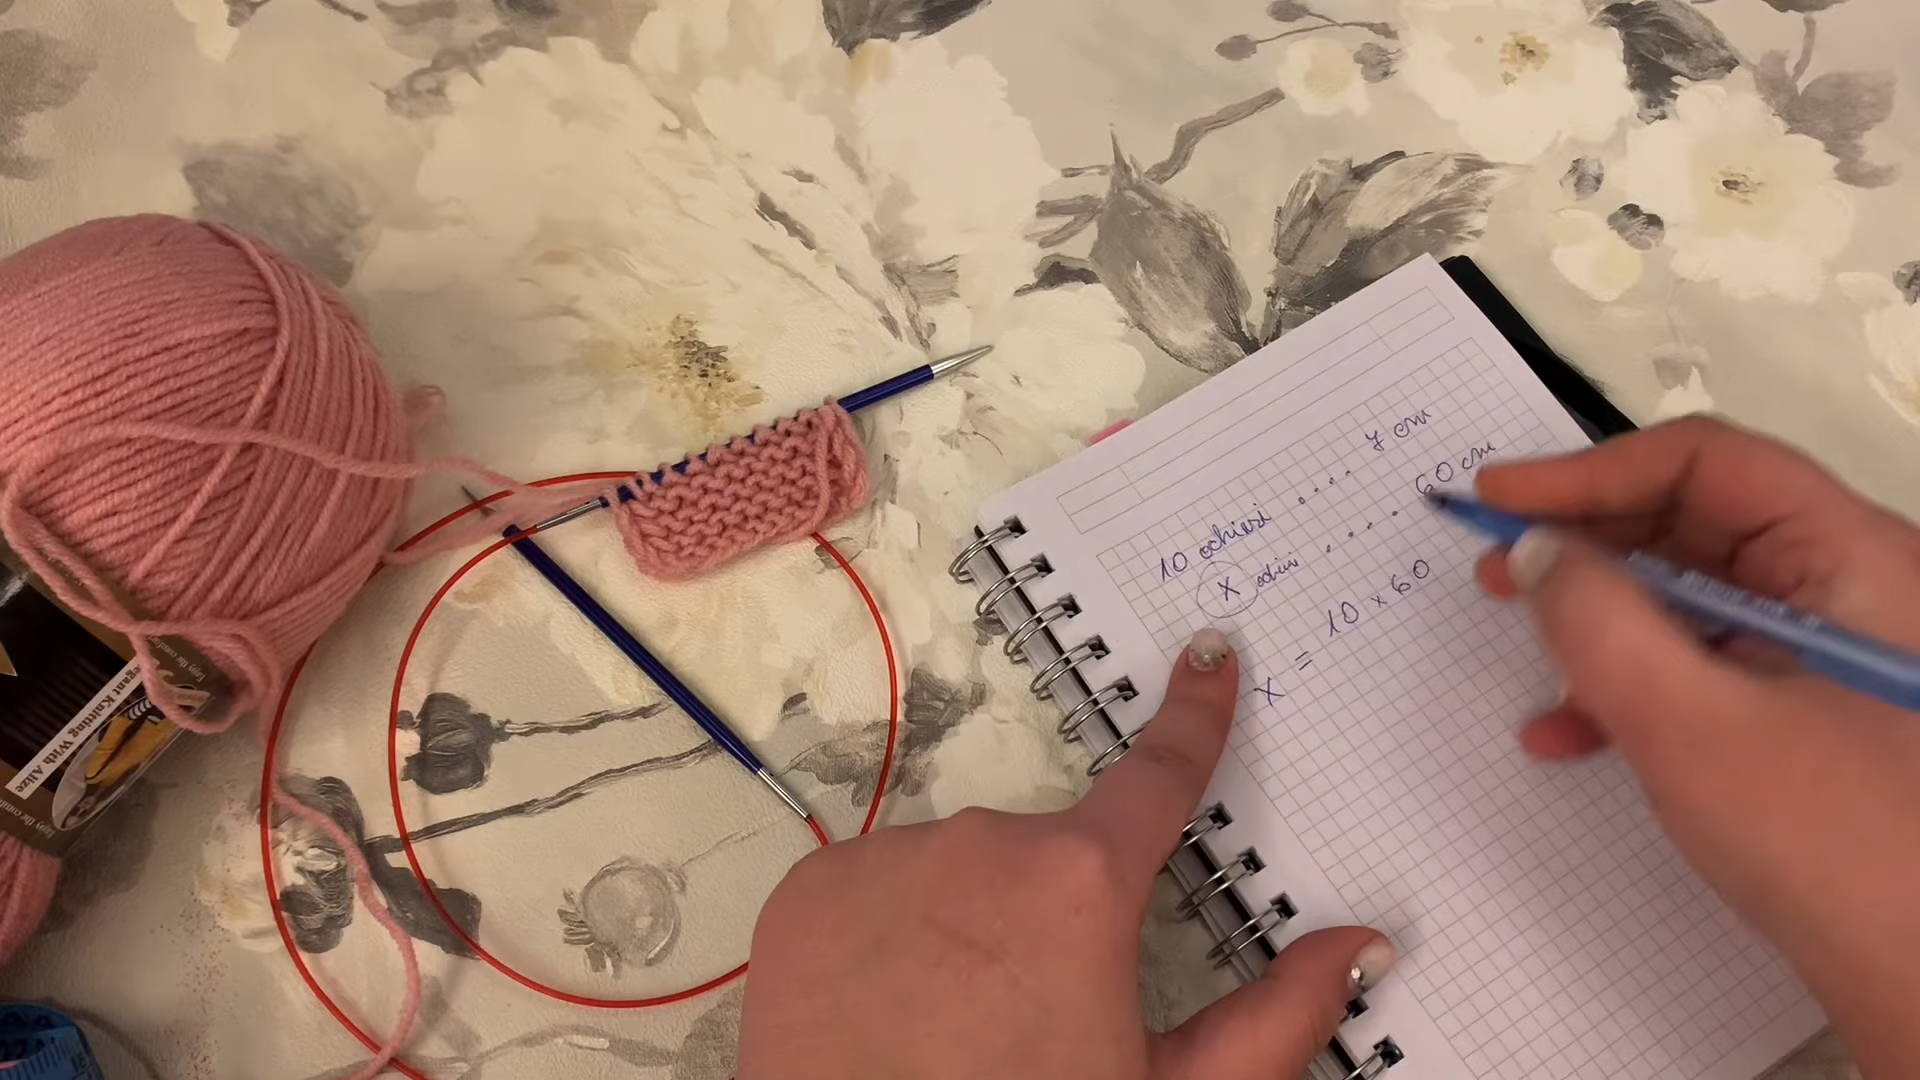 10 ochiuri .... 7 cm
x ochiuri .... 60 cm
x = 10 x 60
Elegant Knitting With Alize